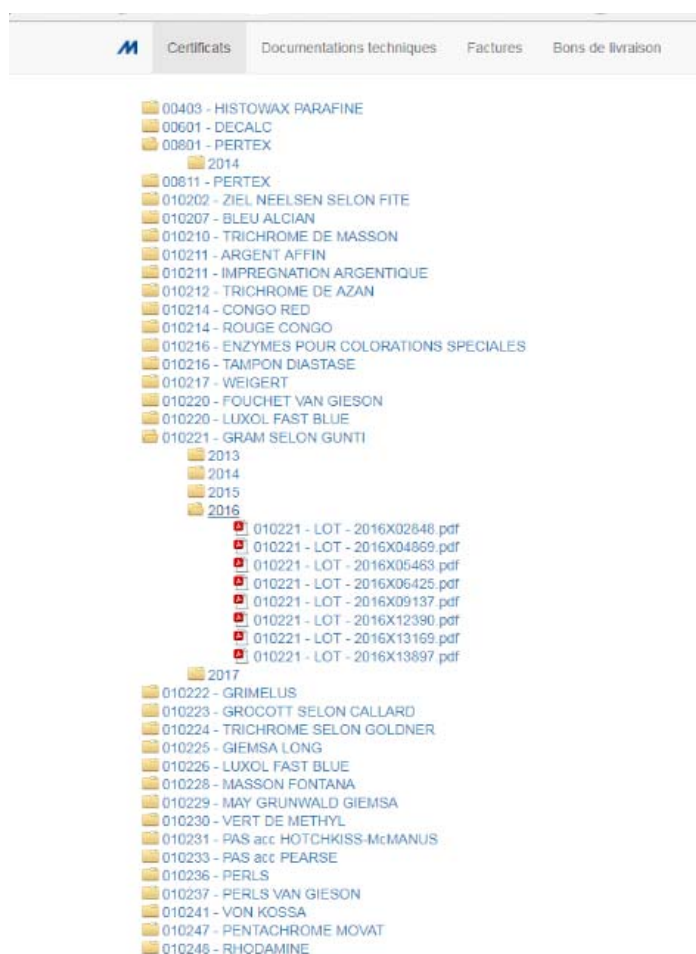 M Certificats Documentations techniques Factures Bons de livraison
00403 - HISTOWAX PARAFINE
00601 - DECALC
00801 - PERTEX
2014
00811 - PERTEX
010202 - ZIEL NEELSEN SELON FITE
010207 - BLEU ALCIAN
010210 - TRICHROME DE MASSON
010211 - ARGENT AFFIN
010211 - IMPREGNATION ARGENTIQUE
010212 - TRICHROME DE AZAN
010214 - CONGO RED
010214 - ROUGE CONGO
010216 - ENZYMES POUR COLORATIONS SPECIALES
010216 - TAMPON DIASTASE
010217 - WEIGERT
010220 - FOUCHET VAN GIESON
010220 - LUXOL FAST BLUE
010221 - GRAM SELON GUNTI
2013
2014
2015
2016
010221 - LOT - 2016X02848.pdf
010221 - LOT - 2016X04869.pdf
010221 - LOT - 2016X05463.pdf
010221 - LOT - 2016X06425.pdf
010221 - LOT - 2016X09137.pdf
010221 - LOT - 2016X12390.pdf
010221 - LOT - 2016X13169.pdf
010221 - LOT - 2016X13897.pdf
2017
010222 - GRIMELUS
010223 - GROCOTT SELON CALLARD
010224 - TRICHROME SELON GOLDNER
010225 - GIEMSA LONG
010226 - LUXOL FAST BLUE
010228 - MASSON FONTANA
010229 - MAY GRUNWALD GIEMSA
010230 - VERT DE METHYL
010231 - PAS acc HOTCHKISS-McMANUS
010233 - PAS acc PEARSE
010236 - PERLS
010237 - PERLS VAN GIESON
010241 - VON KOSSA
010247 - PENTACHROME MOVAT
010248 - RHODAMINE